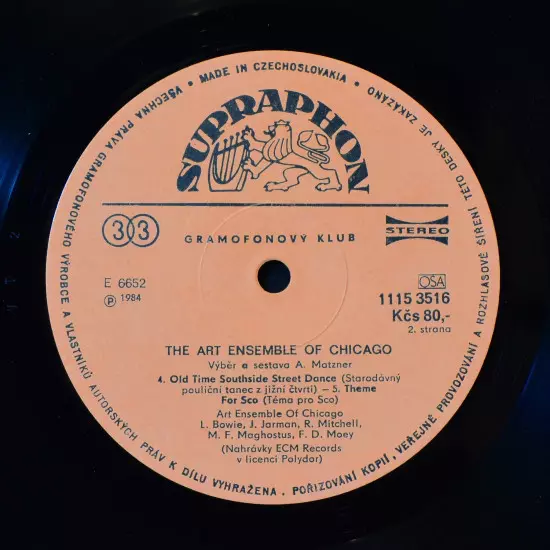 VŠECHNA PRÁVA GRAMOFONOVÉHO VÝROBCE A VLASTNÍKŮ AUTORSKÝCH PRÁV K DÍLU VYHRAŽENA . POŘIZOVÁNÍ KOPIÍ, VEŘEJNÉ PROVOZOVÁNÍ A ROZHLASOVÉ ŠÍŘENÍ TÉTO DESKY JE ZAKÁZÁNO
• MADE IN CZECHOSLOVAKIA •
SUPRAPHON
33
GRAMOFONOVÝ KLUB
STEREO
E 6652
Ⓟ 1984
OSA
1115 3516
Kčs 80,-
2. strana
THE ART ENSEMBLE OF CHICAGO
Výběr a sestava A. Matzner
4. Old Time Southside Street Dance (Starodávný
pouliční tanec z jižní čtvrti) – 5. Theme
For Sco (Téma pro Sco)
Art Ensemble Of Chicago
L. Bowie, J. Jarman, R. Mitchell,
M. F. Maghostus, F. D. Moey
(Nahrávky ECM Records
v licenci Polydor)